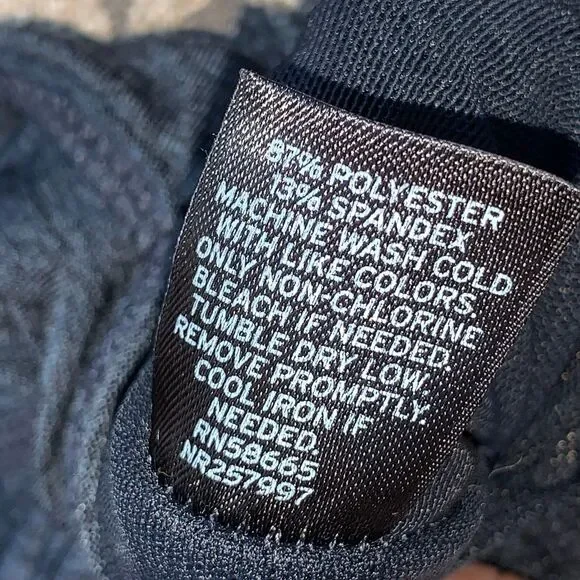 87% POLYESTER
13% SPANDEX
MACHINE WASH COLD
WITH LIKE COLORS.
ONLY NON-CHLORINE
BLEACH IF NEEDED.
TUMBLE DRY LOW.
REMOVE PROMPTLY.
COOL IRON IF
NEEDED.
RN58665
NR257997